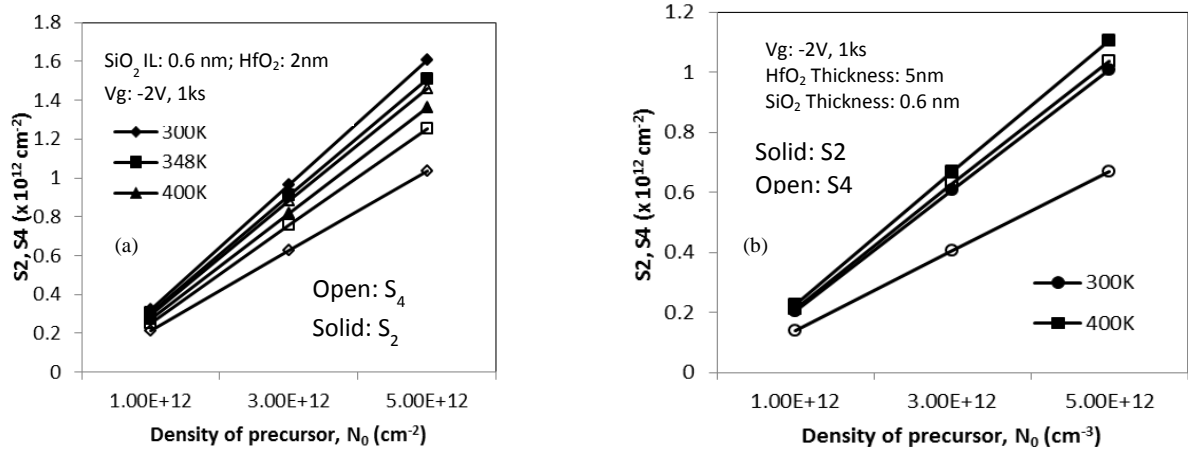 1.8
1.6
1.4
1.2
1
0.8
0.6
0.4
0.2
0
S2, S4 (x 10¹² cm⁻²)
SiO₂ IL: 0.6 nm; HfO₂: 2nm
Vg: -2V, 1ks
300K
348K
400K
(a)
Open: S₄
Solid: S₂
1.00E+12 3.00E+12 5.00E+12
Density of precursor, N₀ (cm⁻²)
1.2
1
0.8
0.6
0.4
0.2
0
S2, S4 (x 10¹² cm⁻²)
Vg: -2V, 1ks
HfO₂ Thickness: 5nm
SiO₂ Thickness: 0.6 nm
Solid: S2
Open: S4
(b)
300K
400K
1.00E+12 3.00E+12 5.00E+12
Density of precursor, N₀ (cm⁻³)